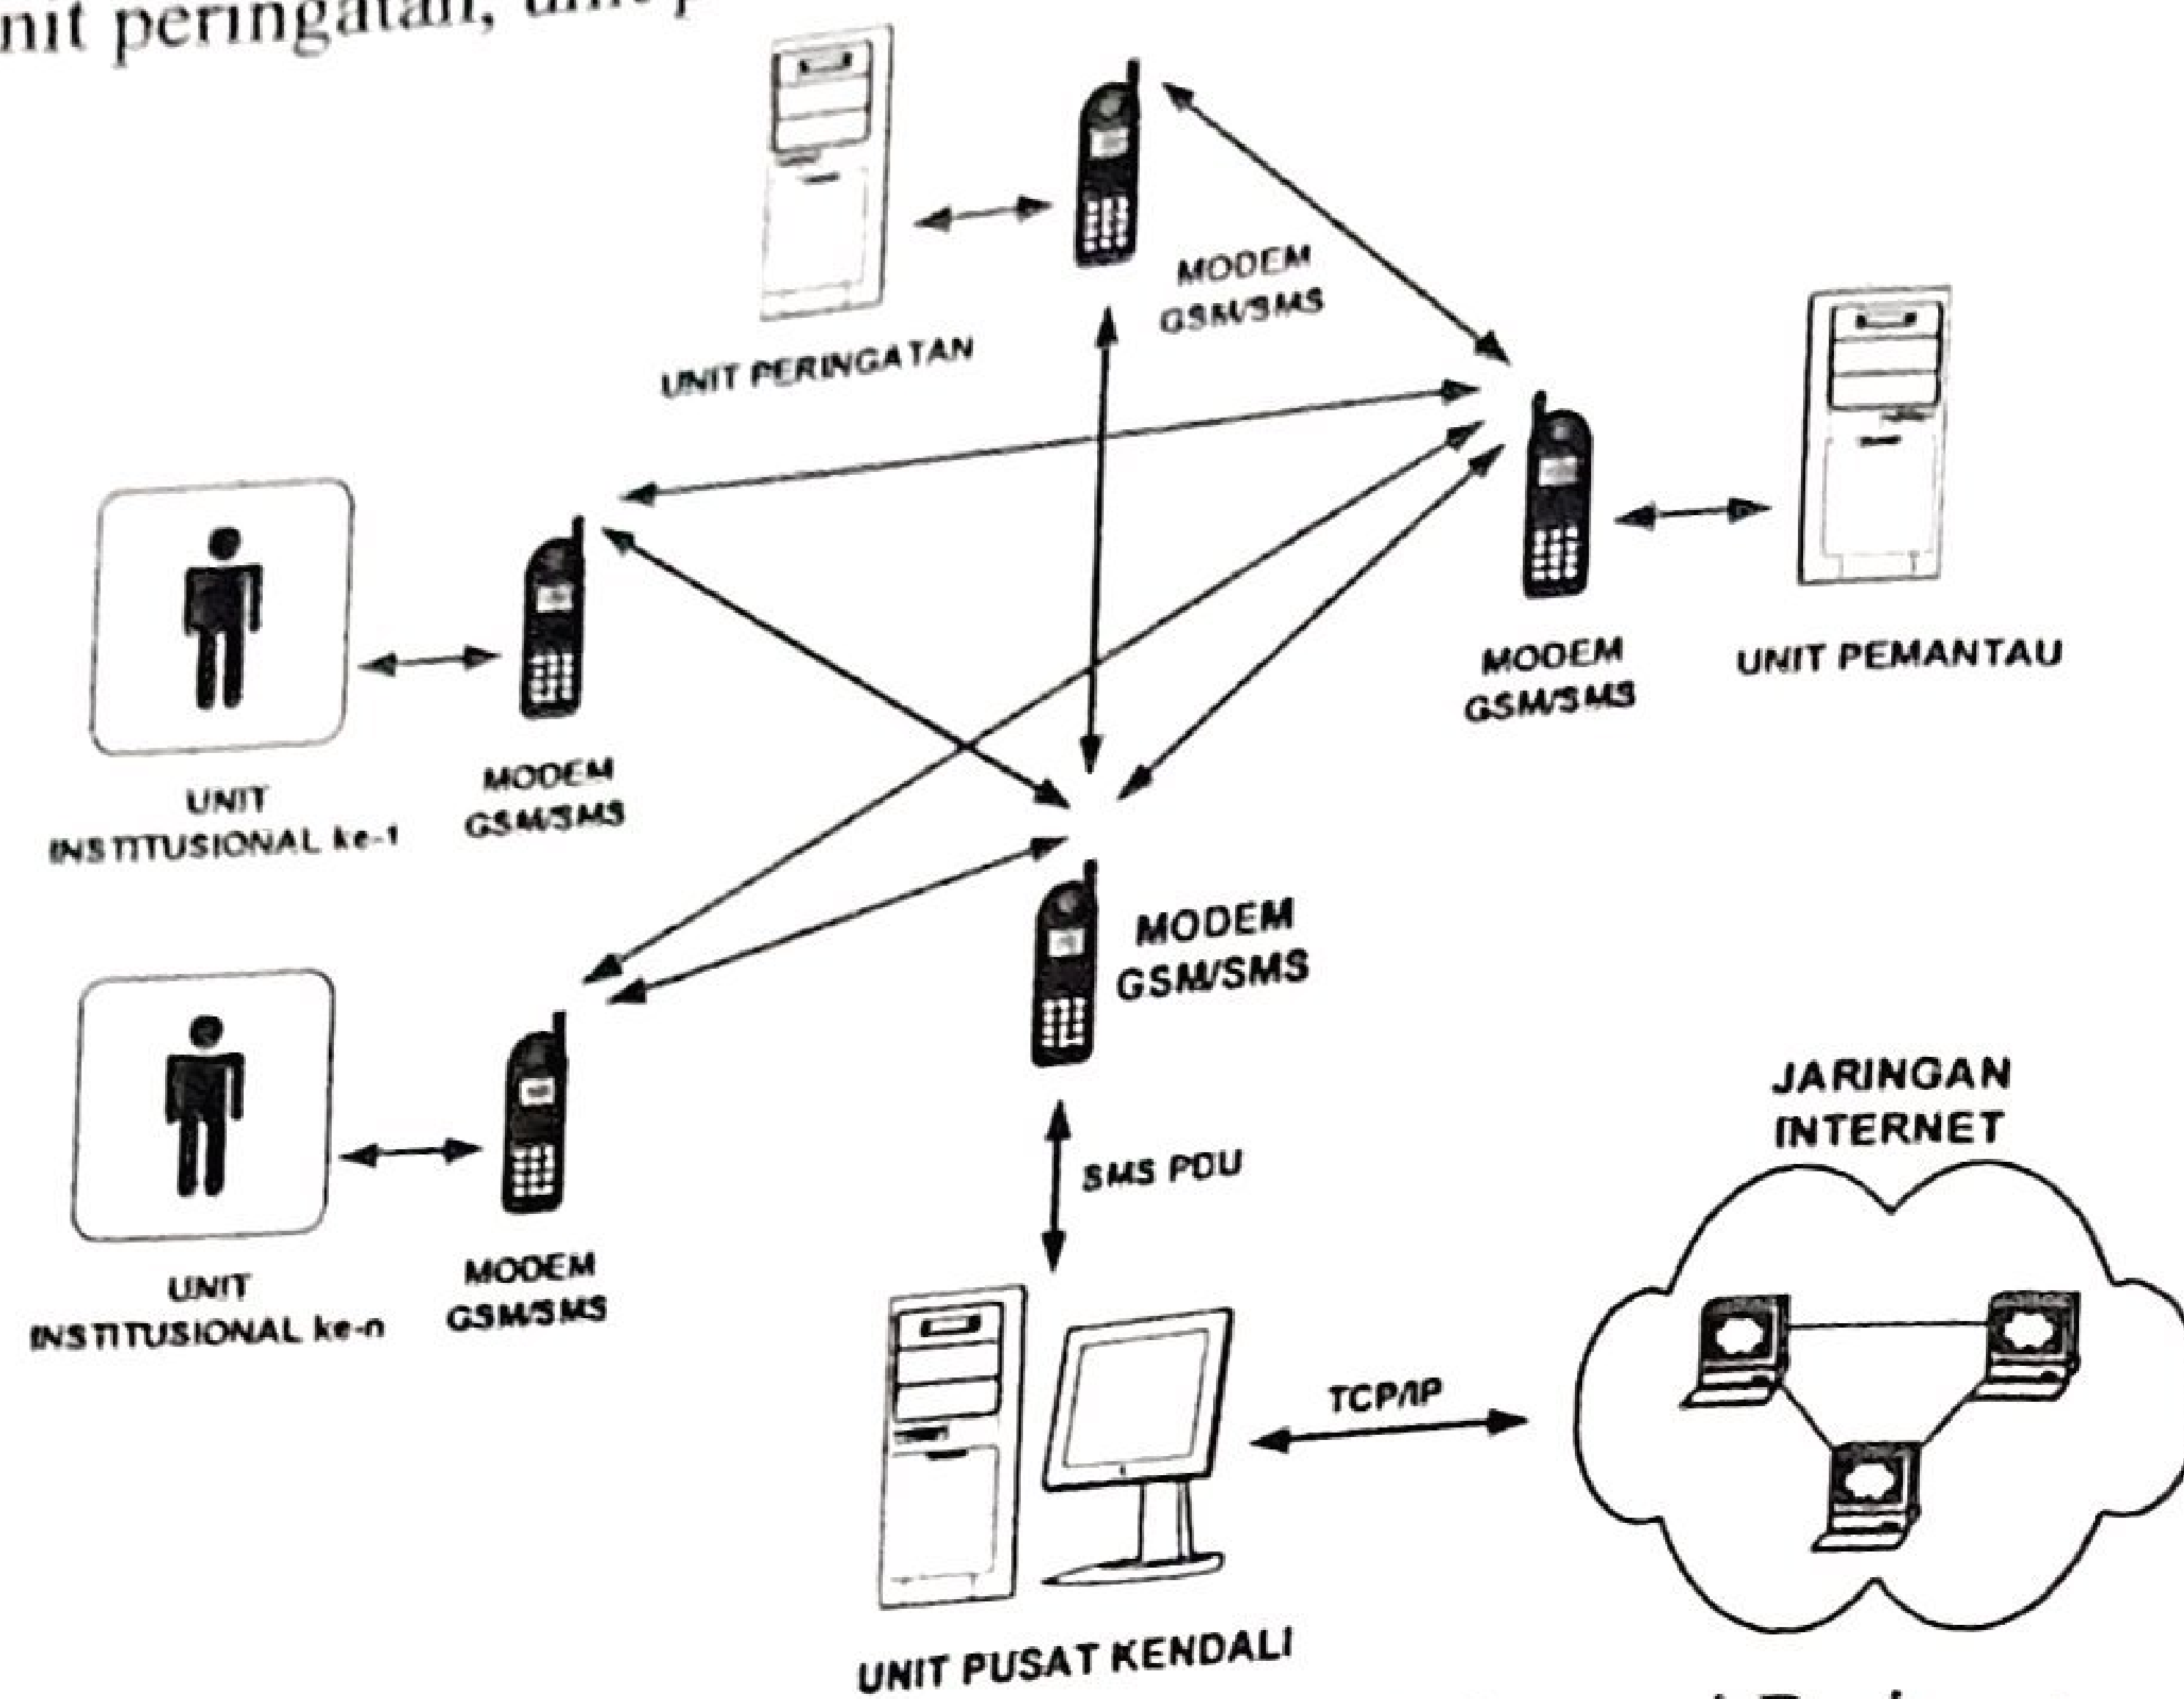 nit peringatan,
MODEM
GSM/SMS
UNIT PERINGATAN
MODEM
GSM/SMS
UNIT PEMANTAU
UNIT
INSTITUSIONAL ke-1
MODEM
GSM/SMS
MODEM
GSM/SMS
UNIT
INSTITUSIONAL ke-n
MODEM
GSM/SMS
SMS PDU
JARINGAN
INTERNET
TCP/IP
UNIT PUSAT KENDALI